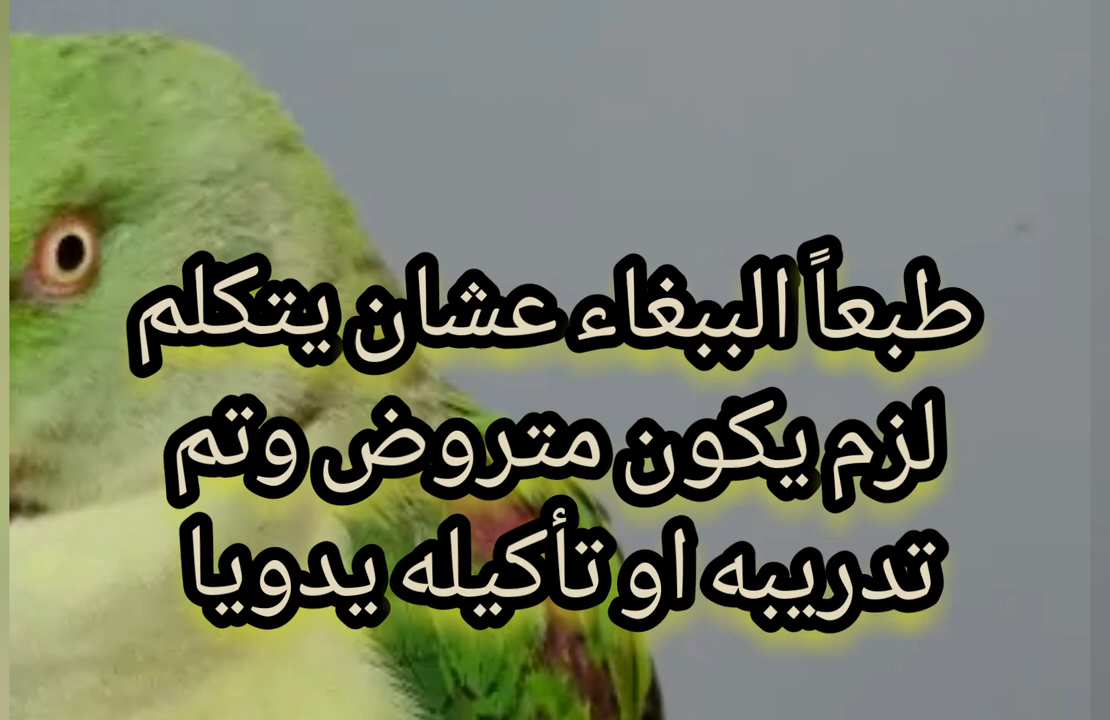 طبعاً الببغاء عشان يتكلم
لزم يكون متروض وتم
تدريبه او تأكيله يدويا